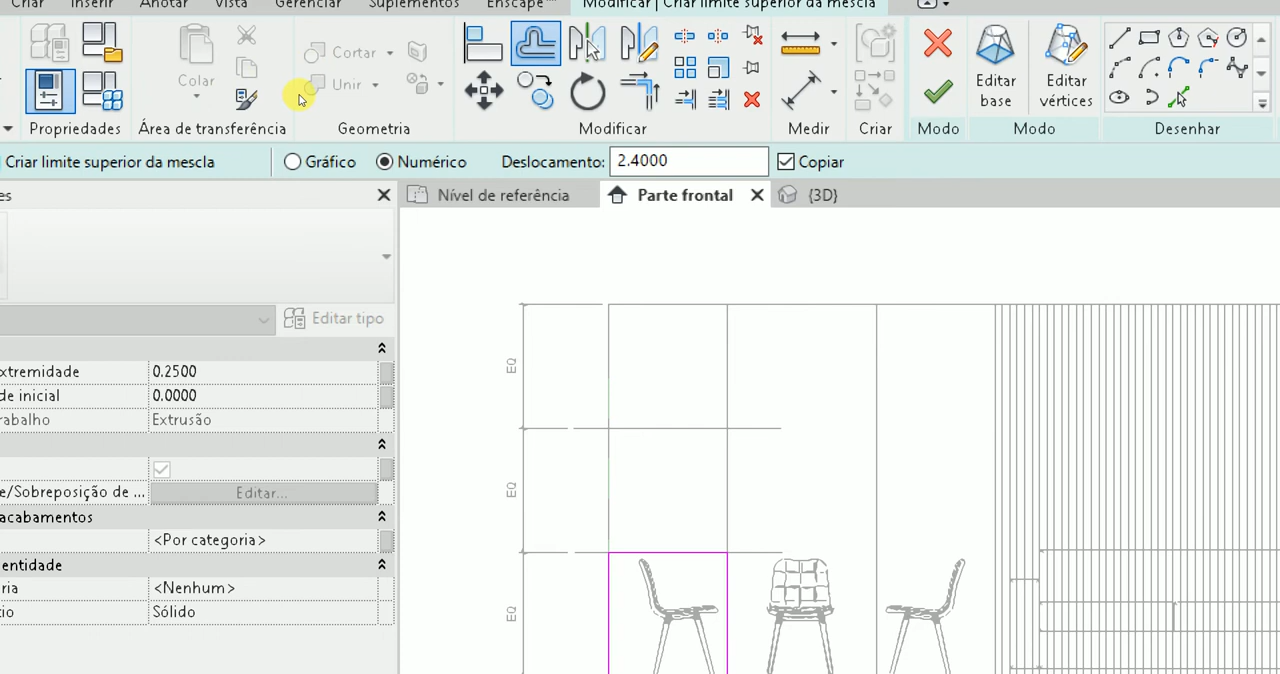 Criar Inserir Anotar Vista Gerenciar Suplementos Enscape™ Modificar | Criar limite superior da mescla
Colar
Cortar
Unir
Editar base
Editar vértices
Propriedades Área de transferência Geometria Modificar Medir Criar Modo Modo Desenhar
Criar limite superior da mescla Gráfico Numérico Deslocamento: 2.4000 Copiar
es
Nível de referência Parte frontal {3D}
Editar tipo
xtremidade 0.2500
de inicial 0.0000
rabalho Extrusão
e/Sobreposição de ... Editar...
acabamentos
<Por categoria>
entidade
ria <Nenhum>
io Sólido
EQ
EQ
EQ